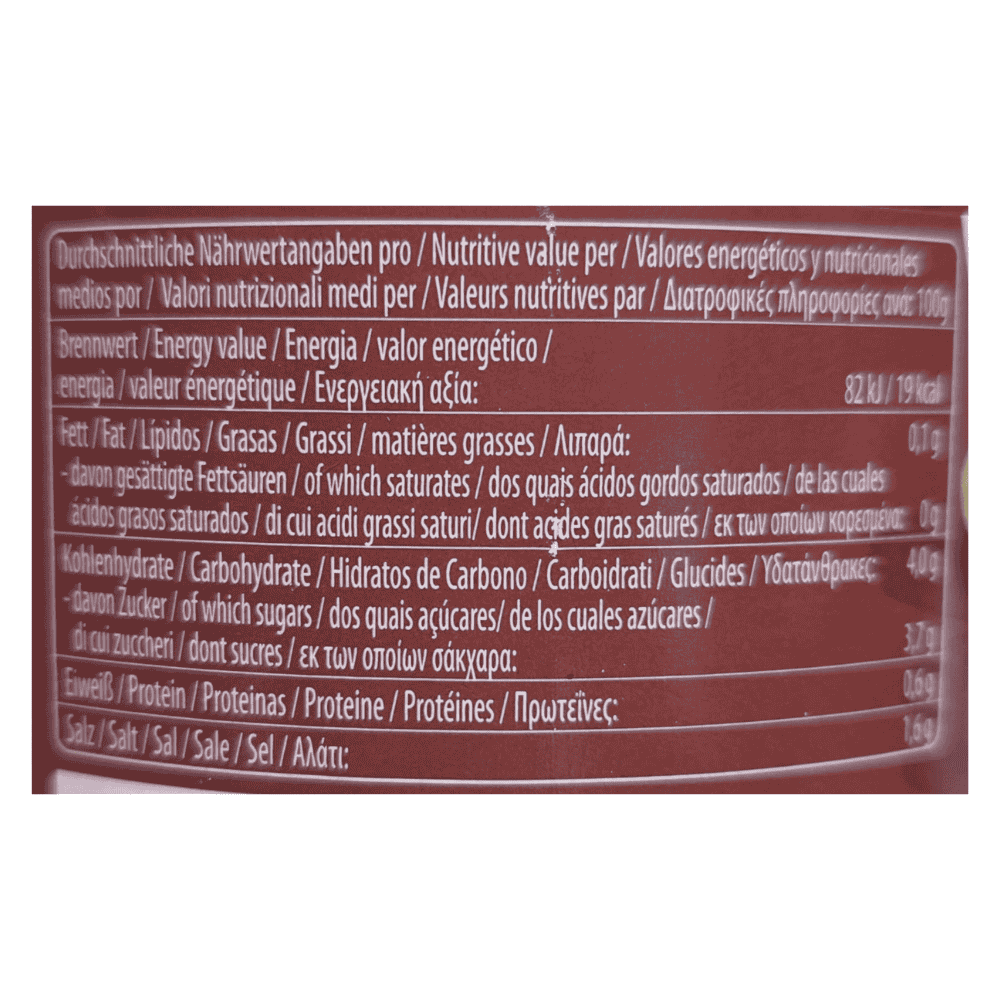 Durchschnittliche Nährwertangaben pro / Nutritive value per / Valores energéticos y nutricionales
medios por / Valori nutrizionali medi per / Valeurs nutritives par / Διατροφικές πληροφορίες ανά: 100g
Brennwert / Energy value / Energia / valor energético /
energia / valeur énergétique / Ενεργειακή αξία: 82 kJ / 19 kcal
Fett / Fat / Lípidos / Grasas / Grassi / matières grasses / Λιπαρά: 0,1g
- davon gesättigte Fettsäuren / of which saturates / dos quais ácidos gordos saturados / de las cuales
ácidos grasos saturados / di cui acidi grassi saturi/ dont acides gras saturés / εκ των οποίων κορεσμένα: 0g
Kohlenhydrate / Carbohydrate / Hidratos de Carbono / Carboidrati / Glucides / Υδατάνθρακες: 4,0g
- davon Zucker / of which sugars / dos quais açúcares/ de los cuales azúcares /
di cui zuccheri / dont sucres / εκ των οποίων σάκχαρα: 3,7g
Eiweiß / Protein / Proteinas / Proteine / Protéines / Πρωτεΐνες: 0,6g
Salz / Salt / Sal / Sale / Sel / Αλάτι: 1,6g